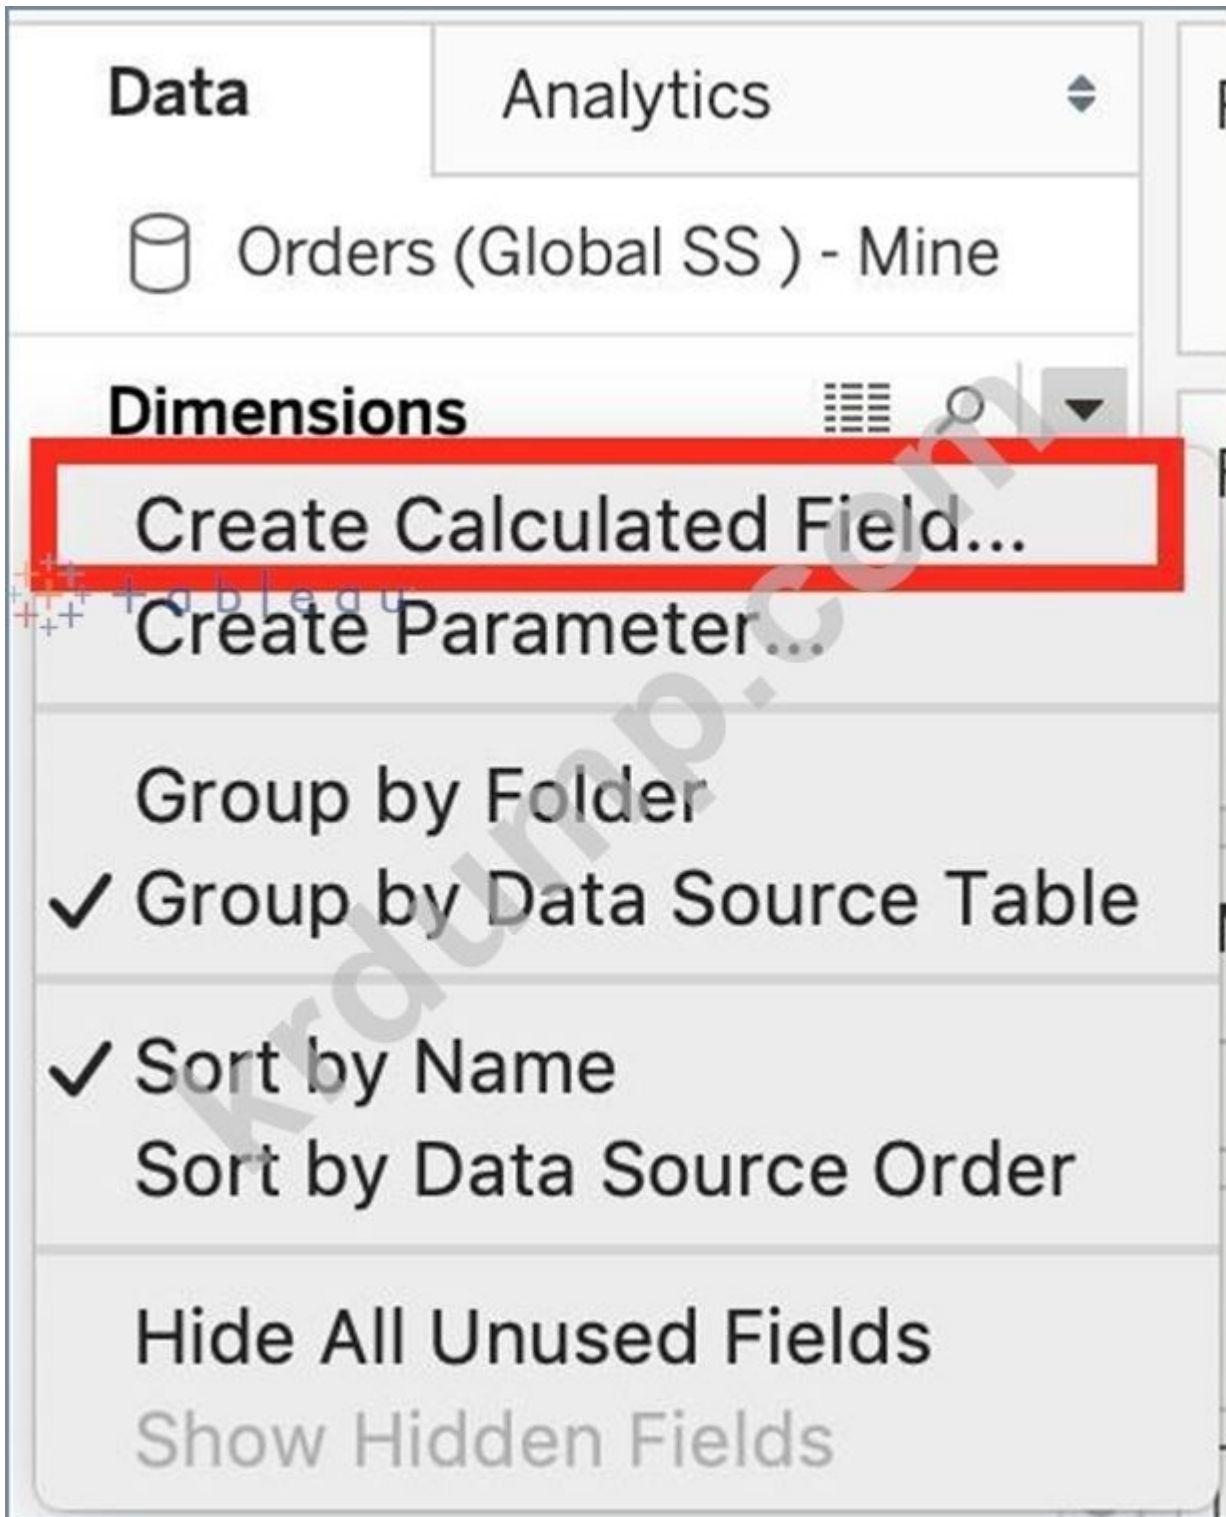 Data
Analytics
Orders (Global SS ) - Mine
Dimensions
Create Calculated Field...
+ableau
Create Parameter...
Group by Folder
✓ Group by Data Source Table
✓ Sort by Name
Sort by Data Source Order
Hide All Unused Fields
Show Hidden Fields
krdump.com